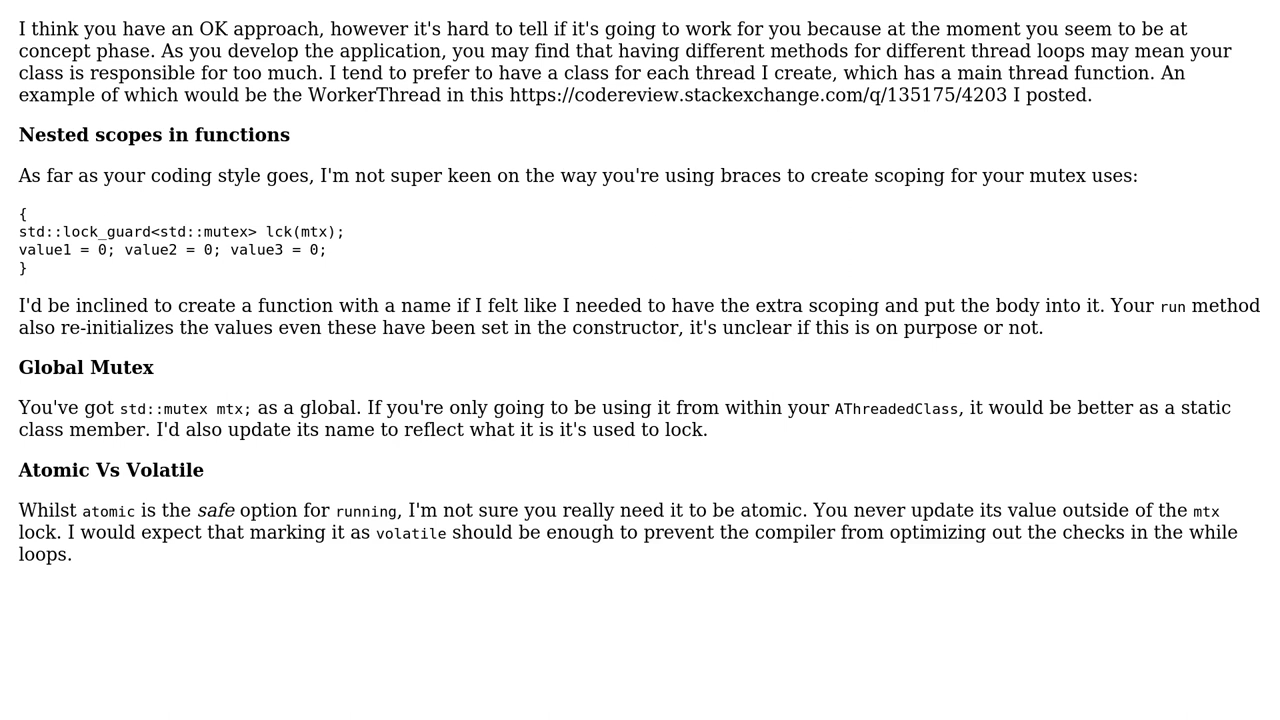 I think you have an OK approach, however it's hard to tell if it's going to work for you because at the moment you seem to be at
concept phase. As you develop the application, you may find that having different methods for different thread loops may mean your
class is responsible for too much. I tend to prefer to have a class for each thread I create, which has a main thread function. An
example of which would be the WorkerThread in this https://codereview.stackexchange.com/q/135175/4203 I posted.
Nested scopes in functions
As far as your coding style goes, I'm not super keen on the way you're using braces to create scoping for your mutex uses:
{
std::lock_guard<std::mutex> lck(mtx);
value1 = 0; value2 = 0; value3 = 0;
}
I'd be inclined to create a function with a name if I felt like I needed to have the extra scoping and put the body into it. Your run method
also re-initializes the values even these have been set in the constructor, it's unclear if this is on purpose or not.
Global Mutex
You've got std::mutex mtx; as a global. If you're only going to be using it from within your AThreadedClass, it would be better as a static
class member. I'd also update its name to reflect what it is it's used to lock.
Atomic Vs Volatile
Whilst atomic is the safe option for running, I'm not sure you really need it to be atomic. You never update its value outside of the mtx
lock. I would expect that marking it as volatile should be enough to prevent the compiler from optimizing out the checks in the while
loops.